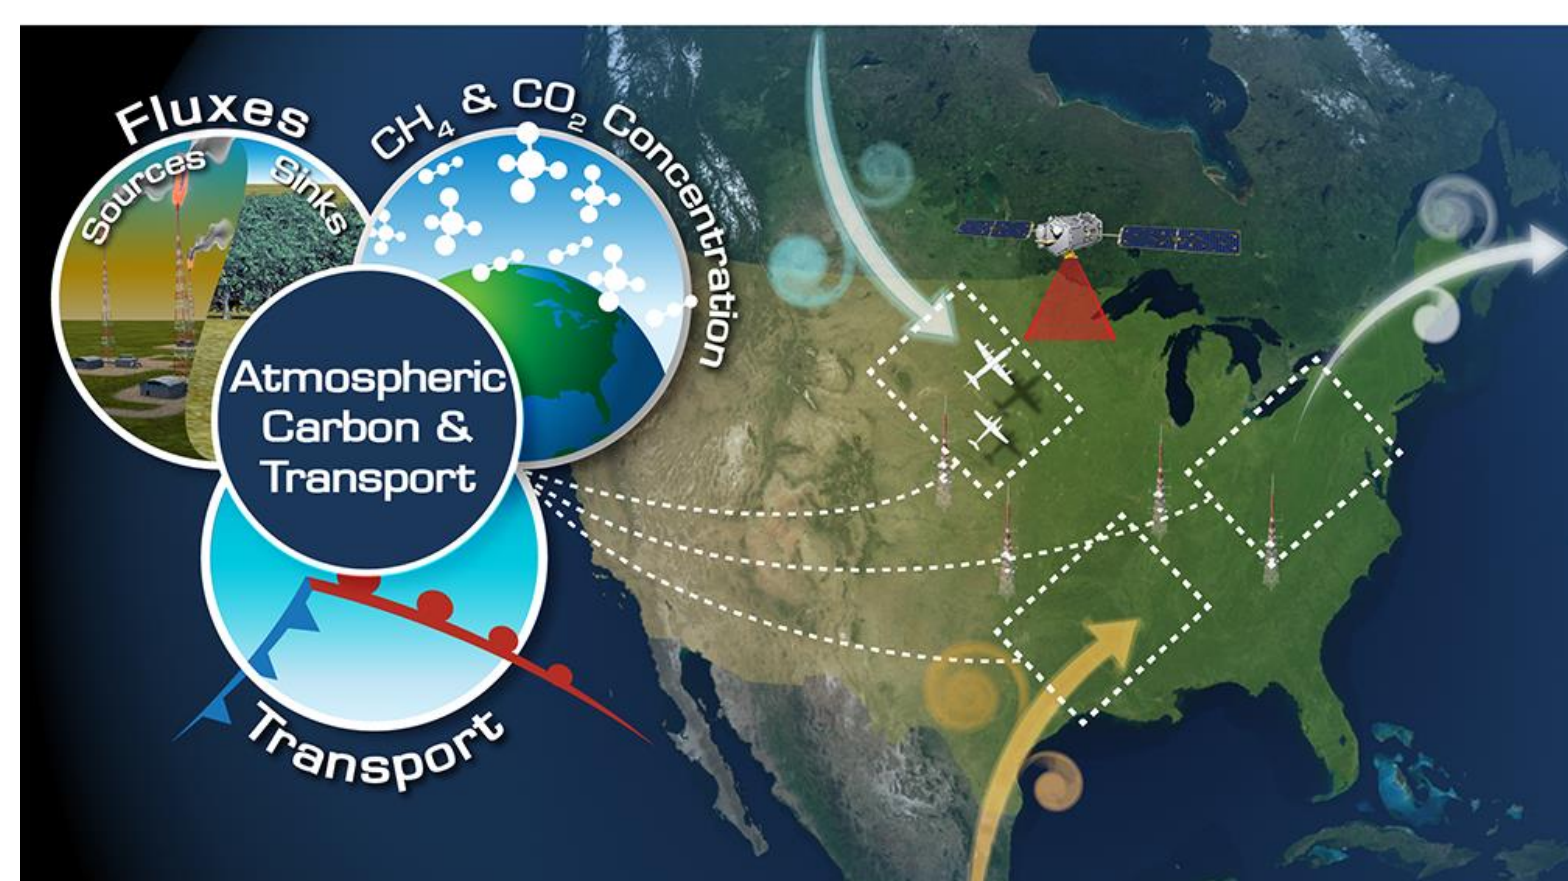 Fluxes
Sources
Sinks
CH₄ & CO₂ Concentration
Atmospheric
Carbon &
Transport
Transport